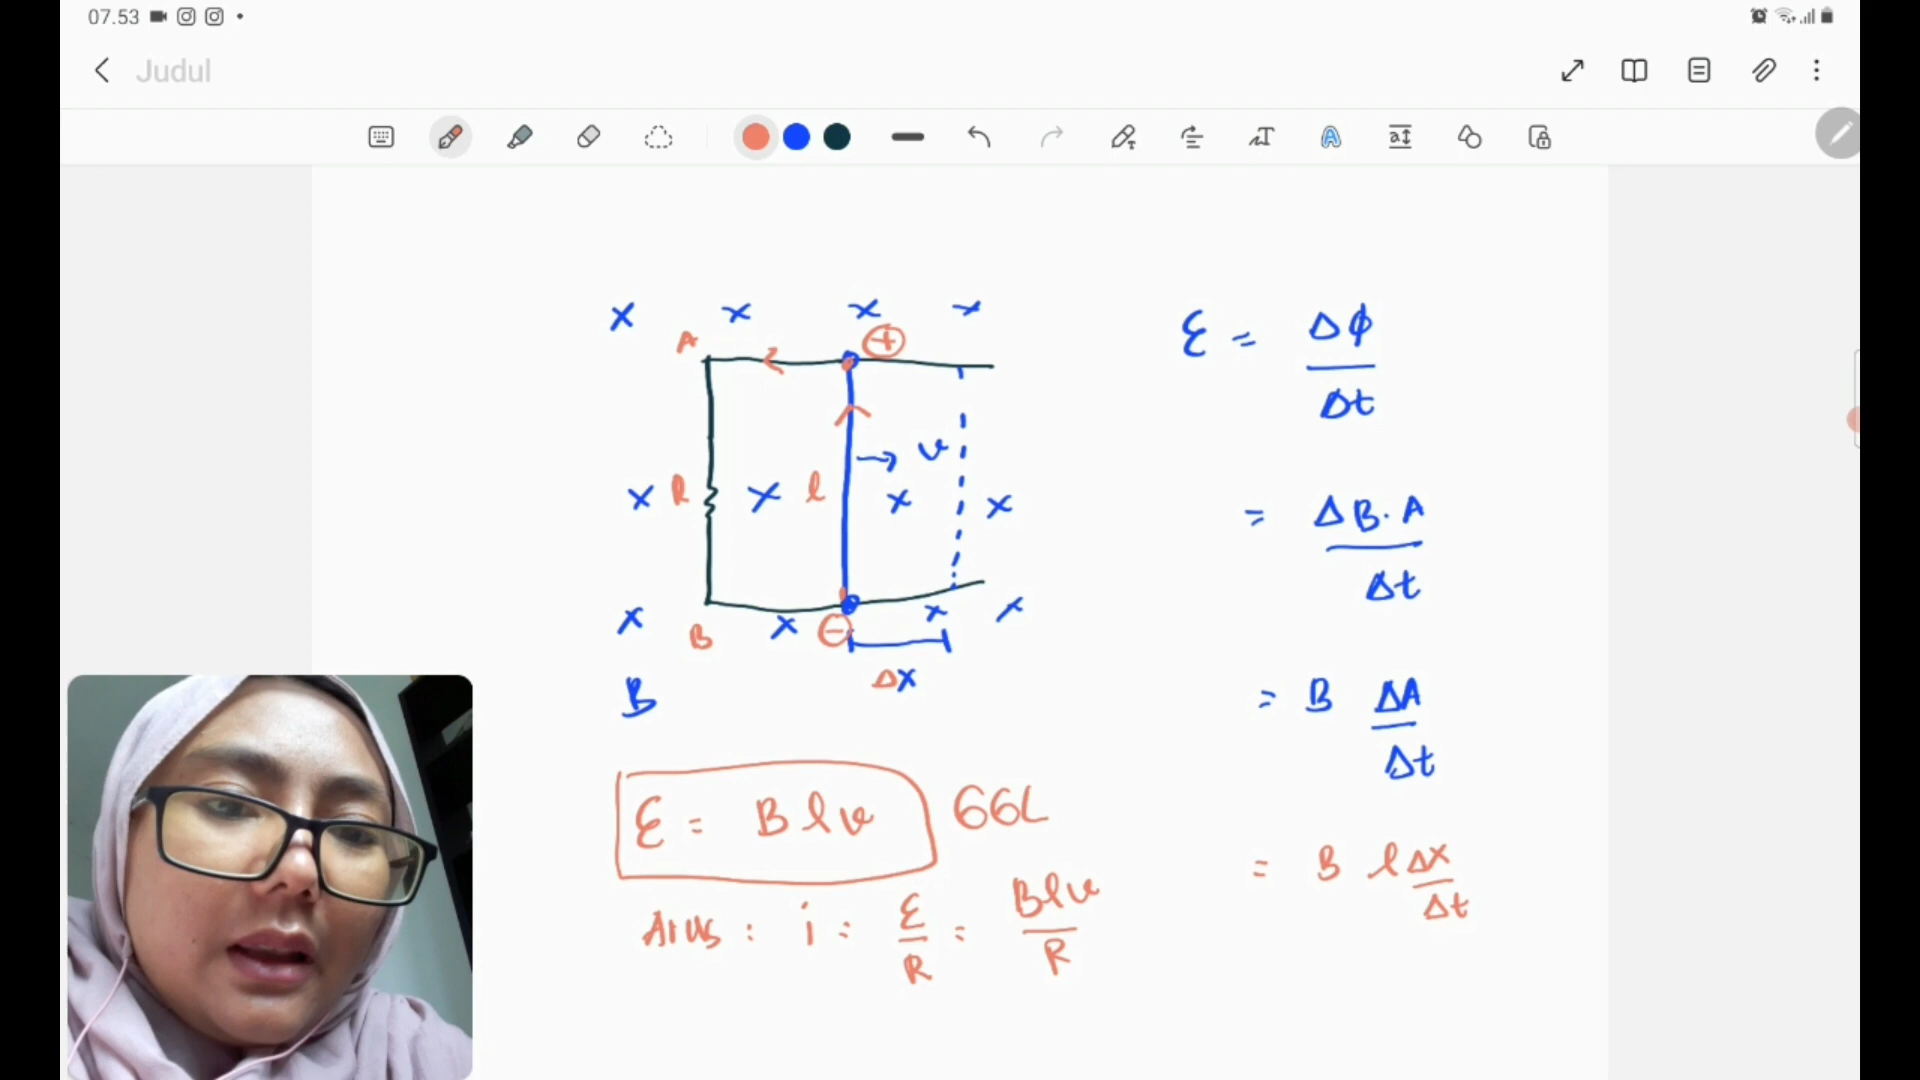 07.53
Judul
x x x x
A +
v
x R x l x x
x x
x B x -
Δx
B
ε = Δϕ / Δt
= ΔB.A / Δt
= B ΔA / Δt
= B l Δx / Δt
ε = B l v GGL
Arus : i = ε / R = Blv / R